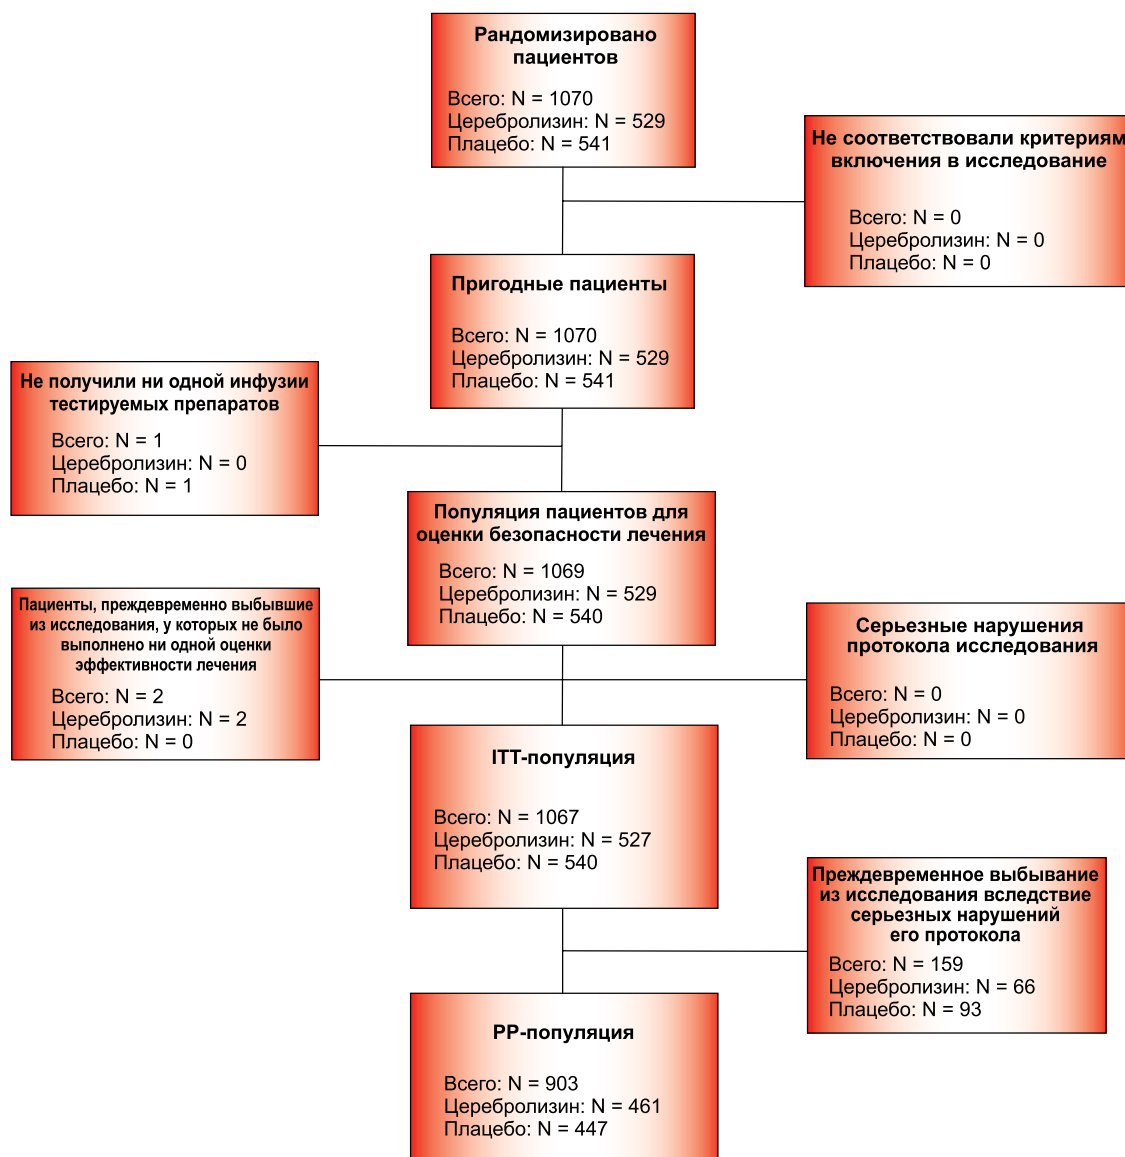 Рандомизировано
пациентов
Всего: N = 1070
Церебролизин: N = 529
Плацебо: N = 541
Не соответствовали критериям
включения в исследование
Всего: N = 0
Церебролизин: N = 0
Плацебо: N = 0
Пригодные пациенты
Всего: N = 1070
Церебролизин: N = 529
Плацебо: N = 541
Не получили ни одной инфузии
тестируемых препаратов
Всего: N = 1
Церебролизин: N = 0
Плацебо: N = 1
Популяция пациентов для
оценки безопасности лечения
Всего: N = 1069
Церебролизин: N = 529
Плацебо: N = 540
Пациенты, преждевременно выбывшие
из исследования, у которых не было
выполнено ни одной оценки
эффективности лечения
Всего: N = 2
Церебролизин: N = 2
Плацебо: N = 0
Серьезные нарушения
протокола исследования
Всего: N = 0
Церебролизин: N = 0
Плацебо: N = 0
ITT-популяция
Всего: N = 1067
Церебролизин: N = 527
Плацебо: N = 540
Преждевременное выбывание
из исследования вследствие
серьезных нарушений
его протокола
Всего: N = 159
Церебролизин: N = 66
Плацебо: N = 93
PP-популяция
Всего: N = 903
Церебролизин: N = 461
Плацебо: N = 447